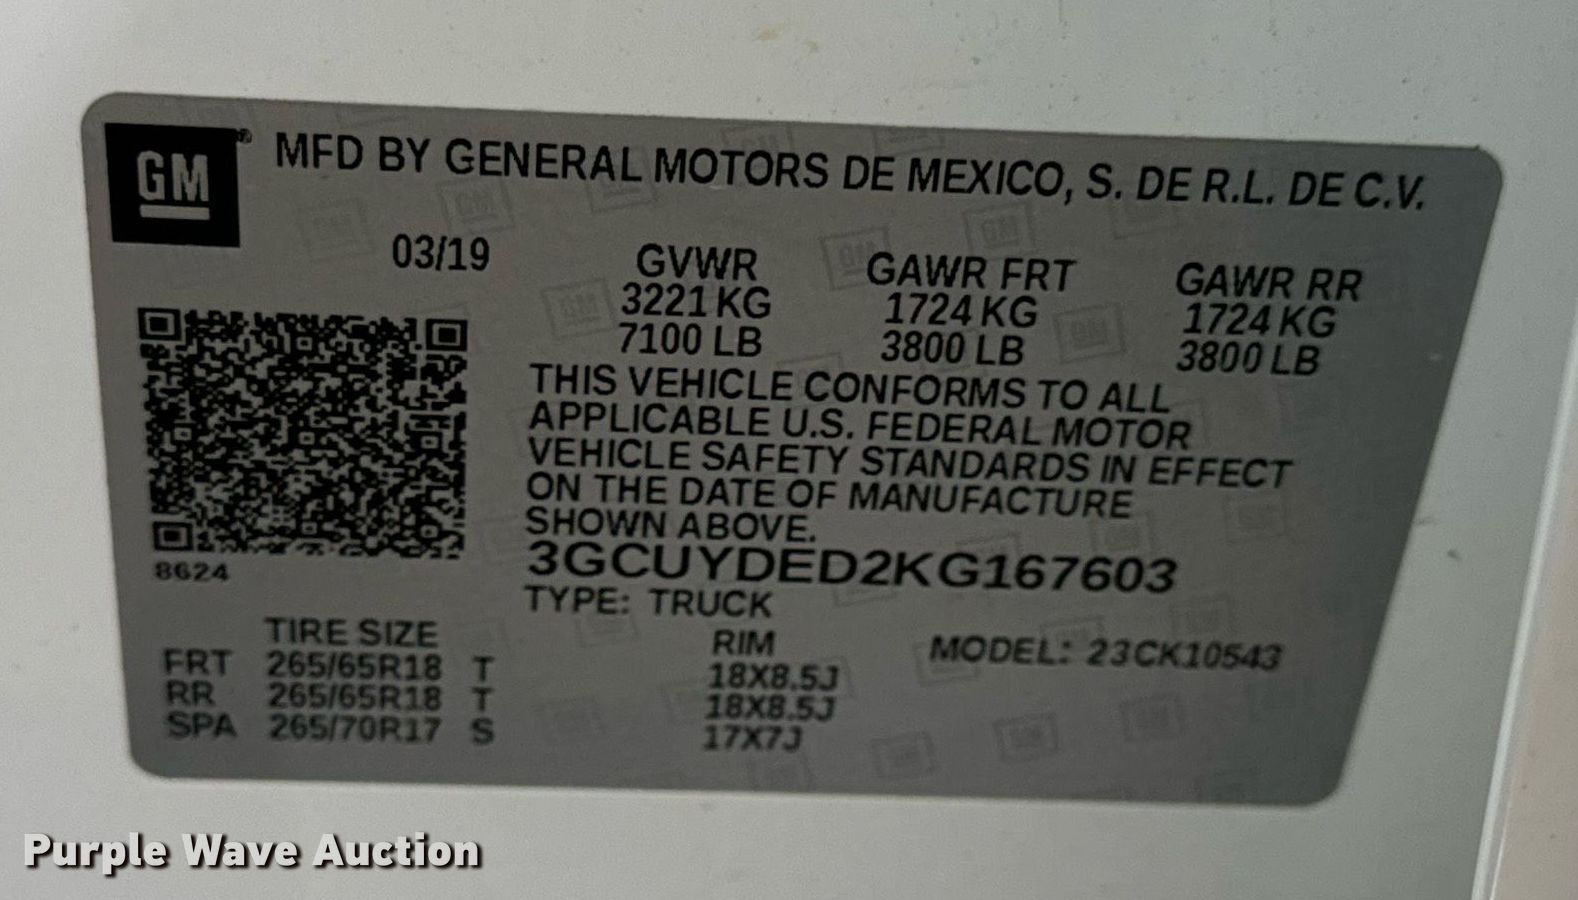 GM
MFD BY GENERAL MOTORS DE MEXICO, S. DE R.L. DE C.V.
03/19
GVWR GAWR FRT GAWR RR
3221 KG 1724 KG 1724 KG
7100 LB 3800 LB 3800 LB
THIS VEHICLE CONFORMS TO ALL
APPLICABLE U.S. FEDERAL MOTOR
VEHICLE SAFETY STANDARDS IN EFFECT
ON THE DATE OF MANUFACTURE
SHOWN ABOVE.
3GCUYDED2KG167603
8624
TYPE: TRUCK
TIRE SIZE RIM MODEL: 23CK10543
FRT 265/65R18 T 18X8.5J
RR 265/65R18 T 18X8.5J
SPA 265/70R17 S 17X7J
Purple Wave Auction